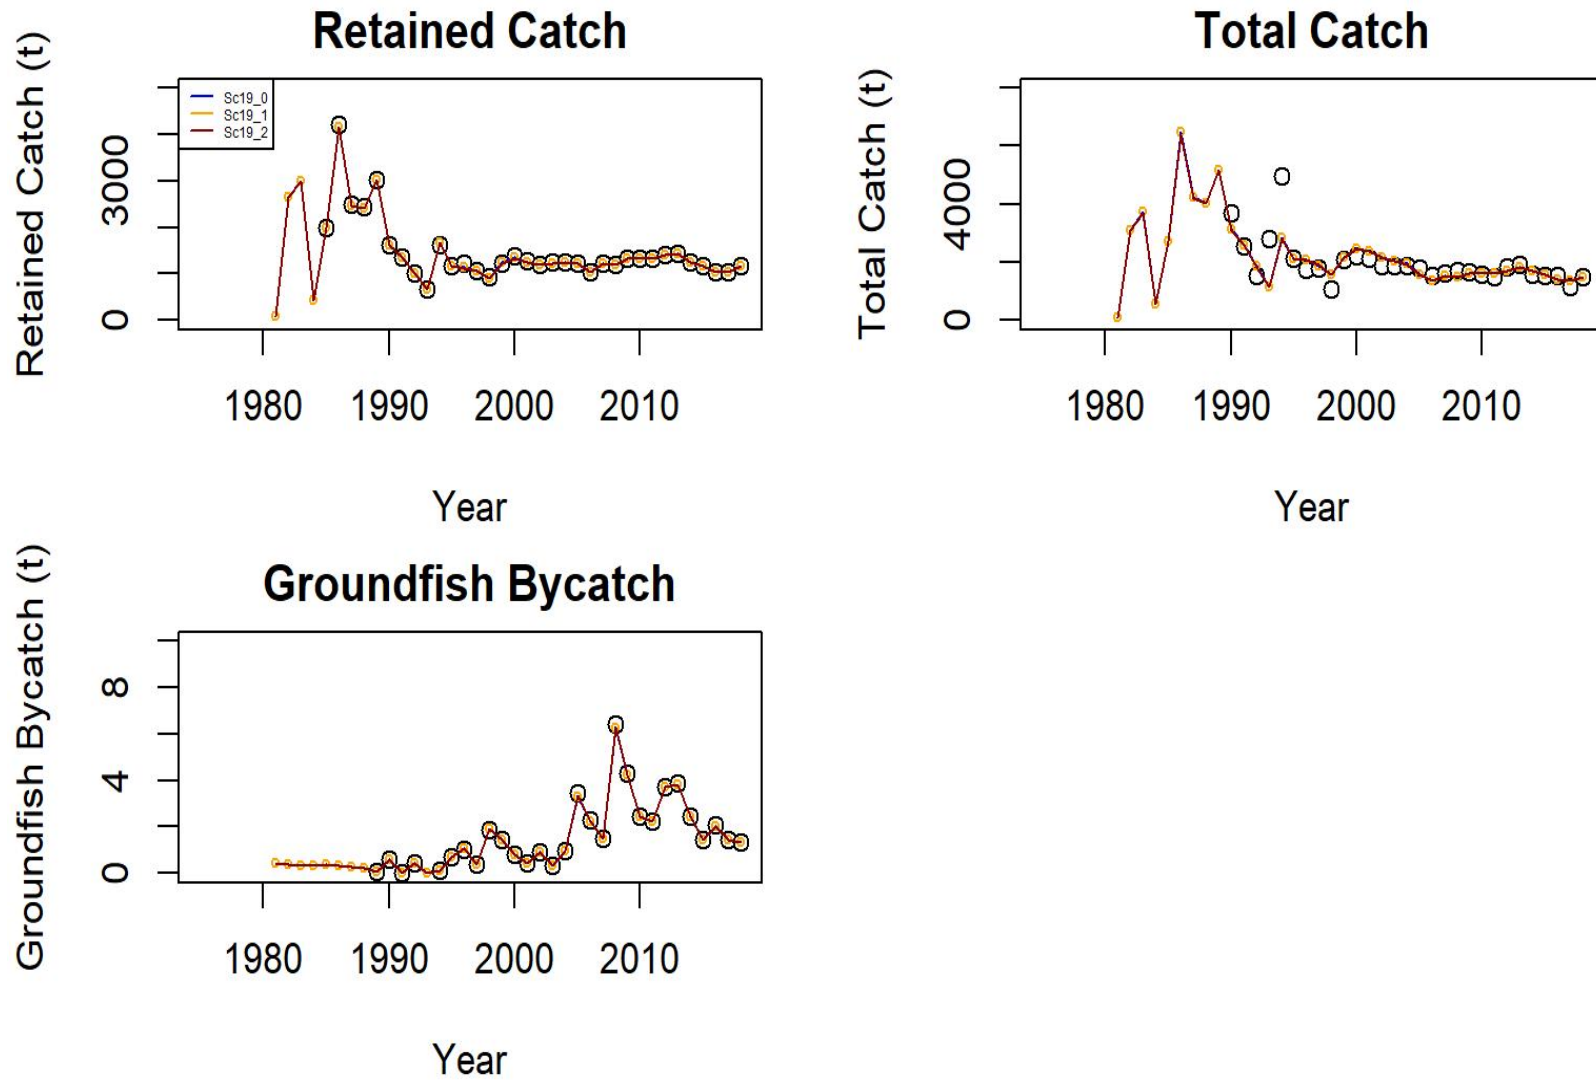 Retained Catch
Retained Catch (t)
3000
0
Sc19_0
Sc19_1
Sc19_2
1980 1990 2000 2010
Year
Total Catch
Total Catch (t)
4000
0
1980 1990 2000 2010
Year
Groundfish Bycatch
Groundfish Bycatch (t)
8
4
0
1980 1990 2000 2010
Year